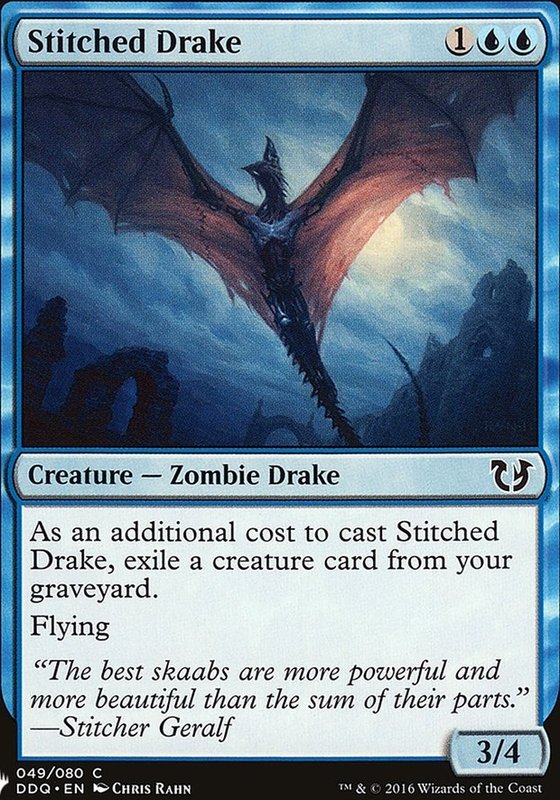 Stitched Drake 1
Creature — Zombie Drake
As an additional cost to cast Stitched
Drake, exile a creature card from your
graveyard.
Flying
“The best skaabs are more powerful and
more beautiful than the sum of their parts.”
—Stitcher Geralf
3/4
049/080 C
DDQ • EN Chris Rahn
™ & © 2016 Wizards of the Coast